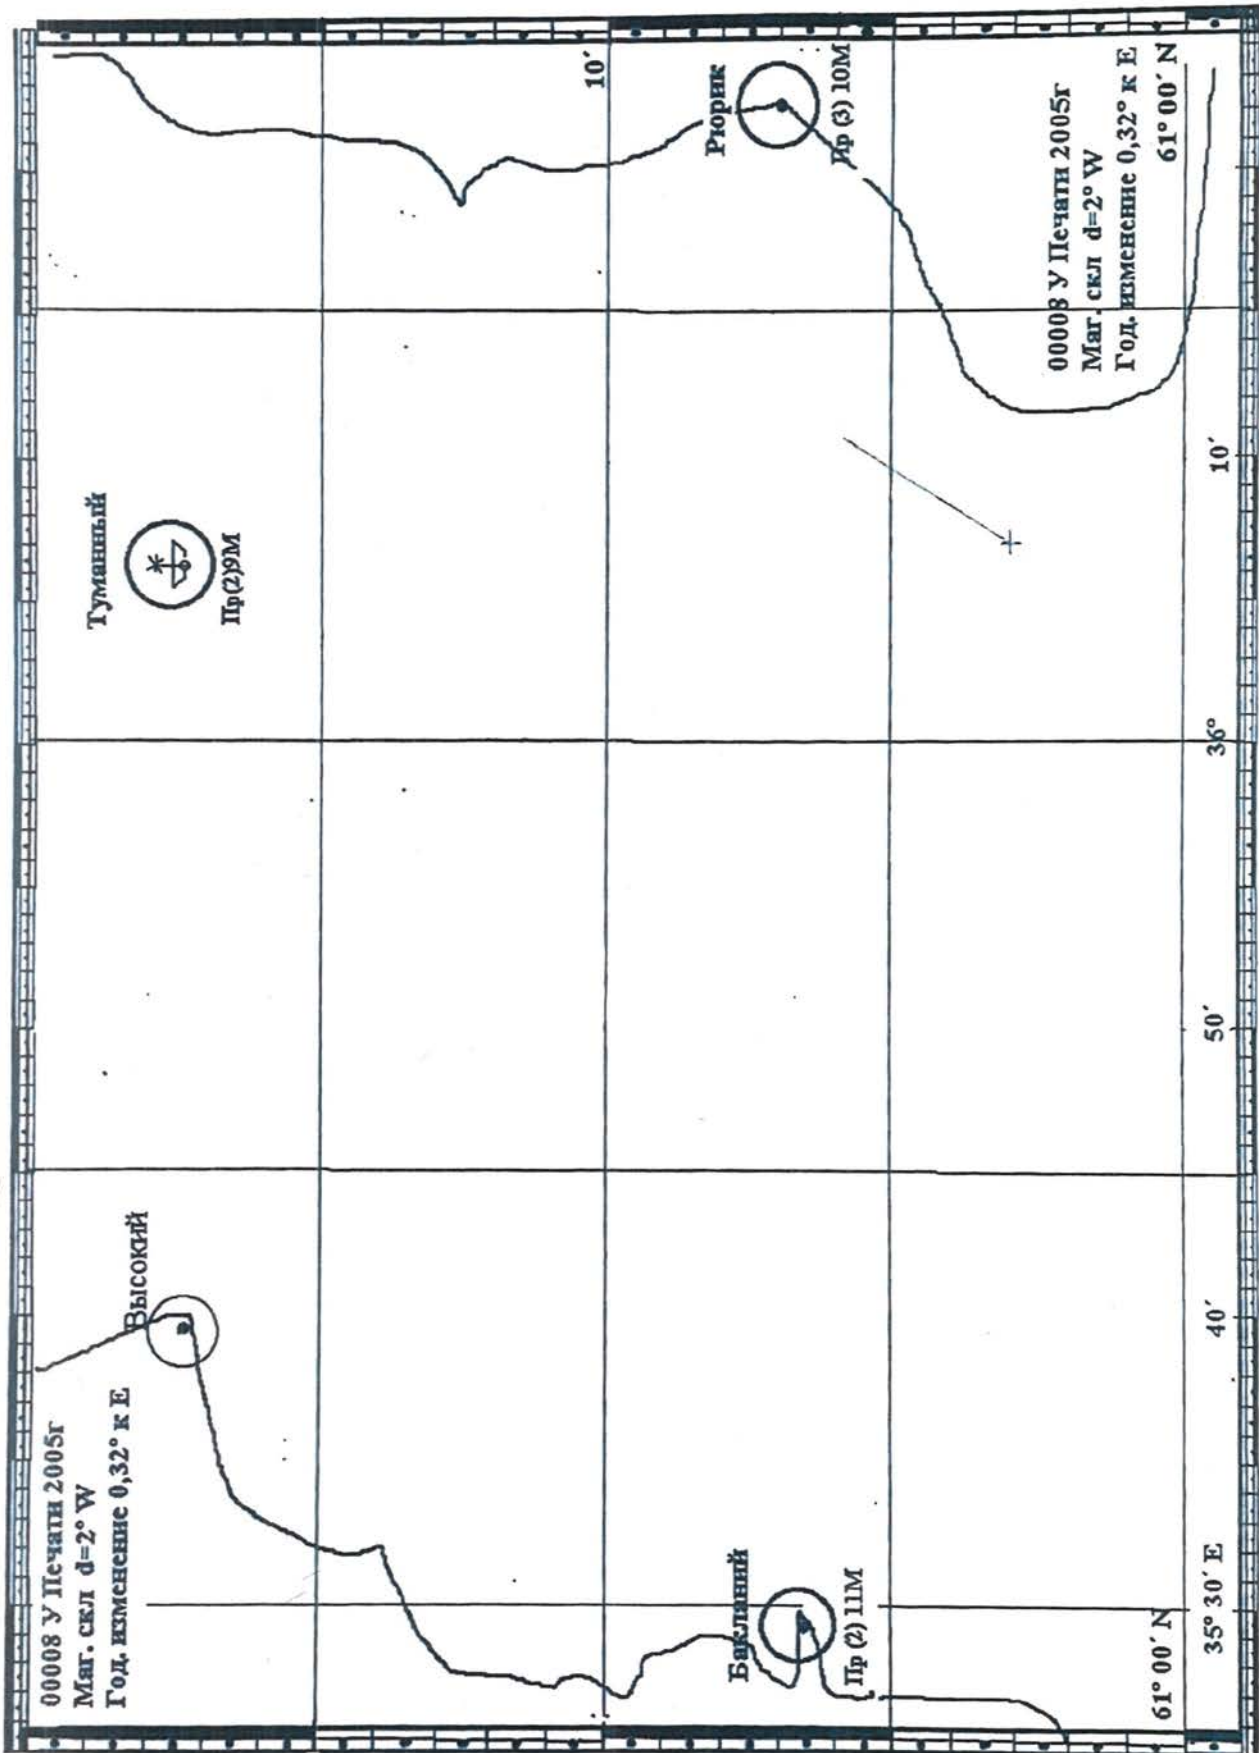 00008 У Печати 2005г
Маг. скл d=2° W
Год. изменение 0,32° к Е
Высокий
Туманный
Пр(2)9М
10′
Рюрик
Пр (3) 10М
Бакланий
Пр (2) 11М
00008 У Печати 2005г
Маг. скл d=2° W
Год. изменение 0,32° к Е
61° 00′ N
61° 00′ N
35° 30′ E
40′
50′
36°
10′